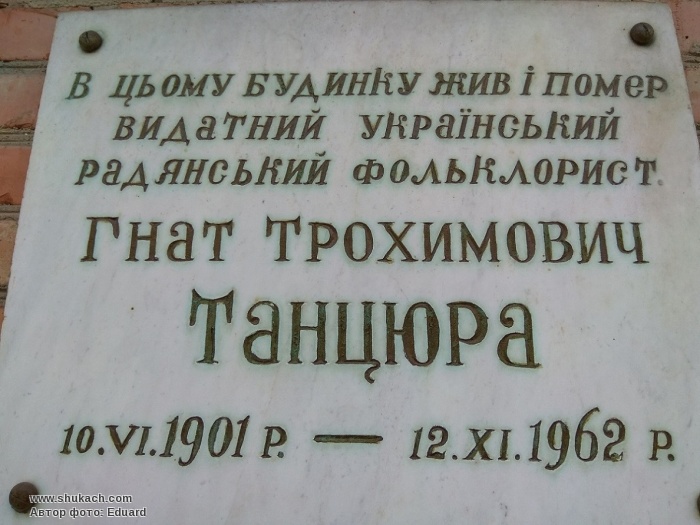 В ЦЬОМУ БУДИНКУ ЖИВ І ПОМЕР
ВИДАТНИЙ УКРАЇНСЬКИЙ
РАДЯНСЬКИЙ ФОЛЬКЛОРИСТ.
ГНАТ ТРОХИМОВИЧ
ТАНЦЮРА
10.VI.1901 Р. — 12.XI.1962 Р.
www.shukach.com
Автор фото: Eduard